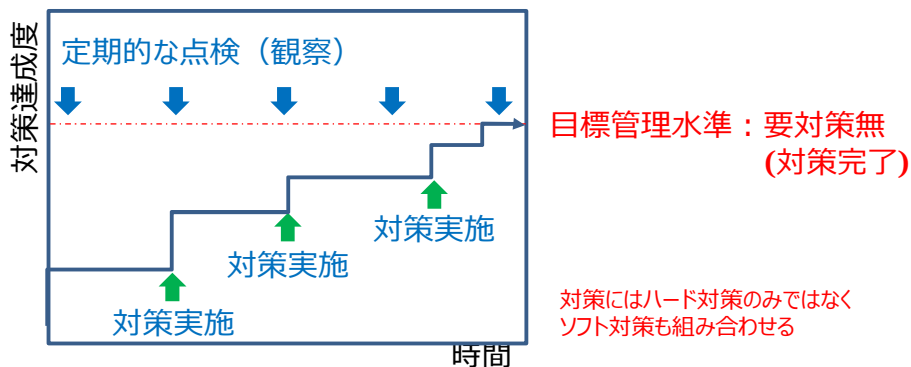 対策達成度
定期的な点検（観察）
目標管理水準：要対策無
(対策完了)
対策実施
対策実施
対策実施
対策にはハード対策のみではなく
ソフト対策も組み合わせる
時間